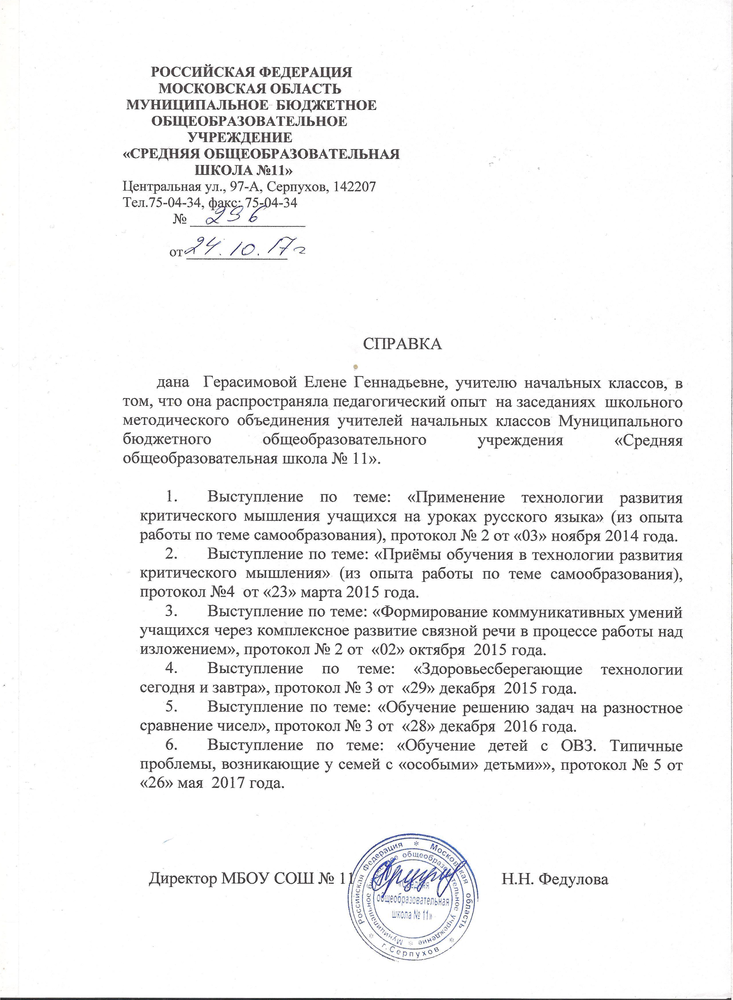 РОССИЙСКАЯ ФЕДЕРАЦИЯ
МОСКОВСКАЯ ОБЛАСТЬ
МУНИЦИПАЛЬНОЕ БЮДЖЕТНОЕ
ОБЩЕОБРАЗОВАТЕЛЬНОЕ
УЧРЕЖДЕНИЕ
«СРЕДНЯЯ ОБЩЕОБРАЗОВАТЕЛЬНАЯ
ШКОЛА №11»
Центральная ул., 97-А, Серпухов, 142207
Тел.75-04-34, факс: 75-04-34
№ 296
от 24.10.17г
СПРАВКА
дана Герасимовой Елене Геннадьевне, учителю начальных классов, в
том, что она распространяла педагогический опыт на заседаниях школьного
методического объединения учителей начальных классов Муниципального
бюджетного общеобразовательного учреждения «Средняя
общеобразовательная школа № 11».
1. Выступление по теме: «Применение технологии развития
критического мышления учащихся на уроках русского языка» (из опыта
работы по теме самообразования), протокол № 2 от «03» ноября 2014 года.
2. Выступление по теме: «Приёмы обучения в технологии развития
критического мышления» (из опыта работы по теме самообразования),
протокол №4 от «23» марта 2015 года.
3. Выступление по теме: «Формирование коммуникативных умений
учащихся через комплексное развитие связной речи в процессе работы над
изложением», протокол № 2 от «02» октября 2015 года.
4. Выступление по теме: «Здоровьесберегающие технологии
сегодня и завтра», протокол № 3 от «29» декабря 2015 года.
5. Выступление по теме: «Обучение решению задач на разностное
сравнение чисел», протокол № 3 от «28» декабря 2016 года.
6. Выступление по теме: «Обучение детей с ОВЗ. Типичные
проблемы, возникающие у семей с «особыми» детьми»», протокол № 5 от
«26» мая 2017 года.
Директор МБОУ СОШ № 11 Н.Н. Федулова
Российская Федерация * Московская область * г. Серпухов *
Муниципальное бюджетное общеобразовательное учреждение *
«Средняя
общеобразовательная
школа № 11»